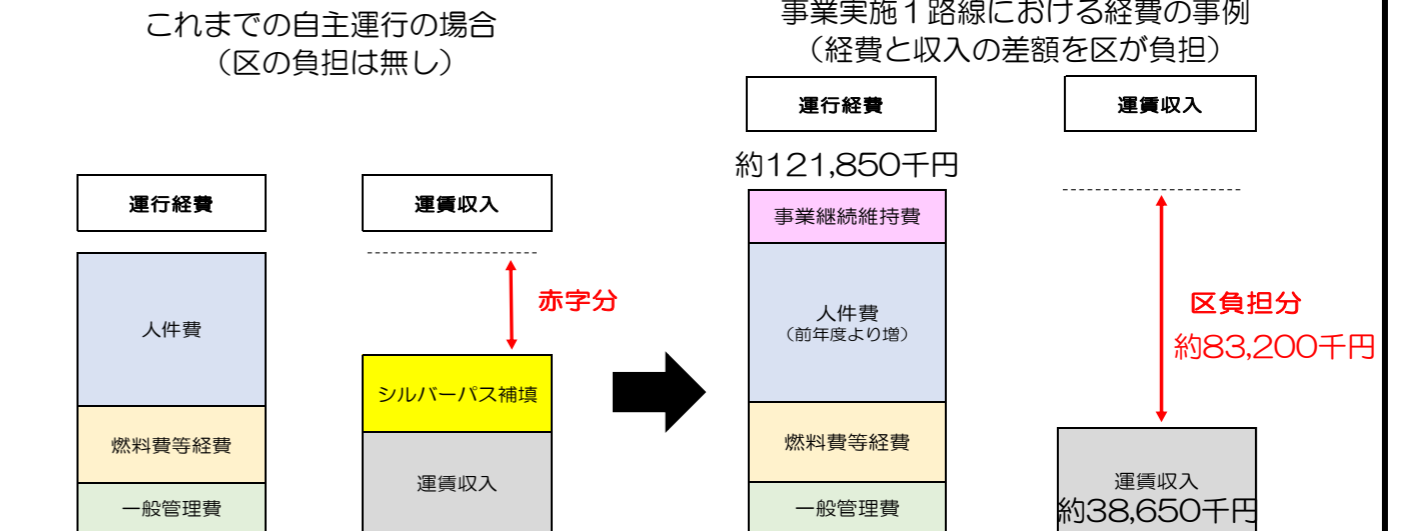 これまでの自主運行の場合
（区の負担は無し）
運行経費
運賃収入
人件費
燃料費等経費
一般管理費
赤字分
シルバーパス補填
運賃収入
事業実施１路線における経費の事例
（経費と収入の差額を区が負担）
運行経費
運賃収入
約121,850千円
事業継続維持費
人件費
（前年度より増）
燃料費等経費
一般管理費
区負担分
約83,200千円
運賃収入
約38,650千円